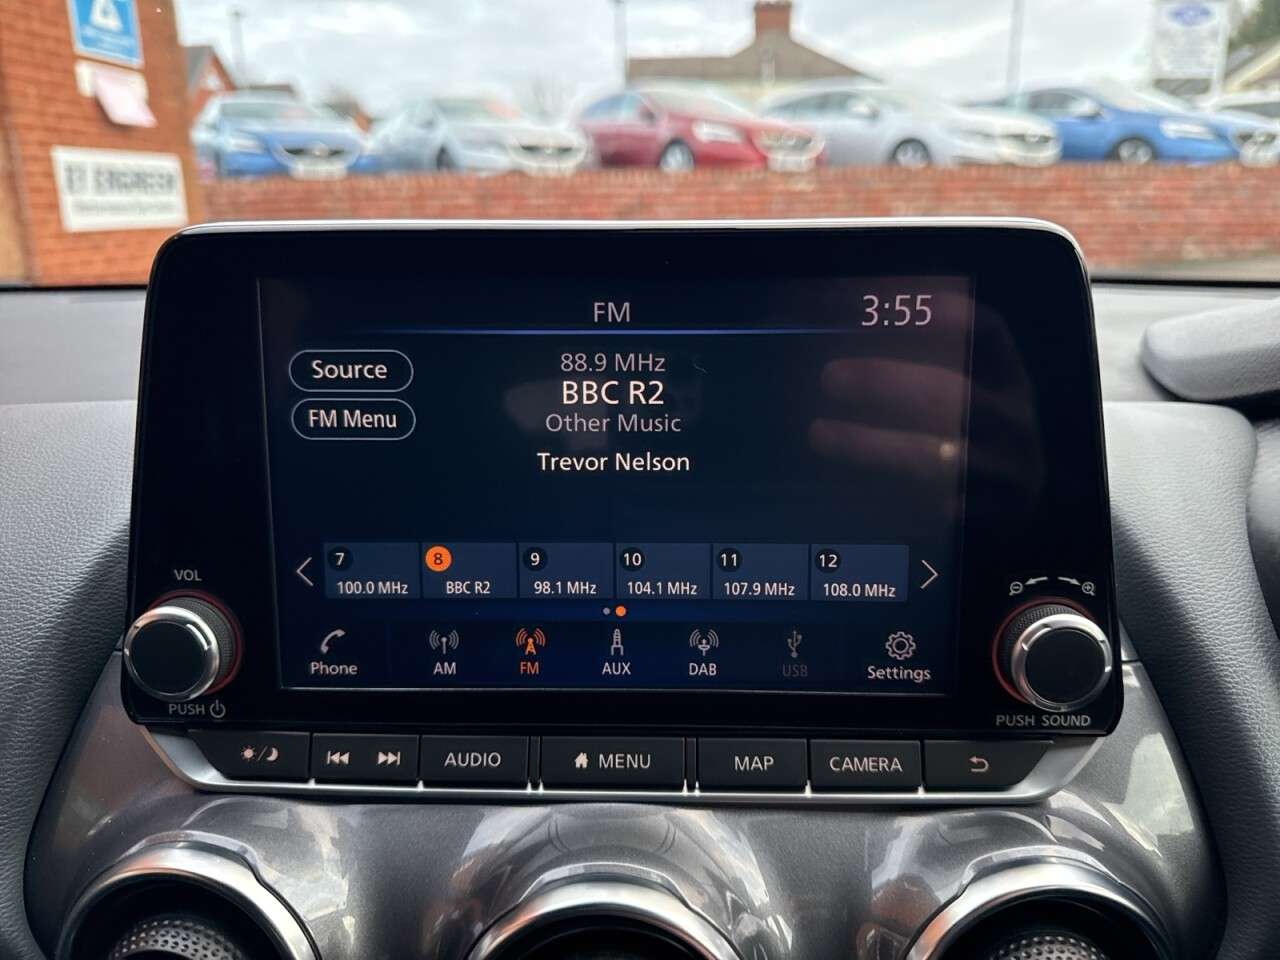 FM
3:55
Source
88.9 MHz
BBC R2
FM Menu
Other Music
Trevor Nelson
7
8
9
10
11
12
100.0 MHz
BBC R2
98.1 MHz
104.1 MHz
107.9 MHz
108.0 MHz
VOL
Phone
AM
FM
AUX
DAB
USB
Settings
PUSH
PUSH SOUND
AUDIO
MENU
MAP
CAMERA